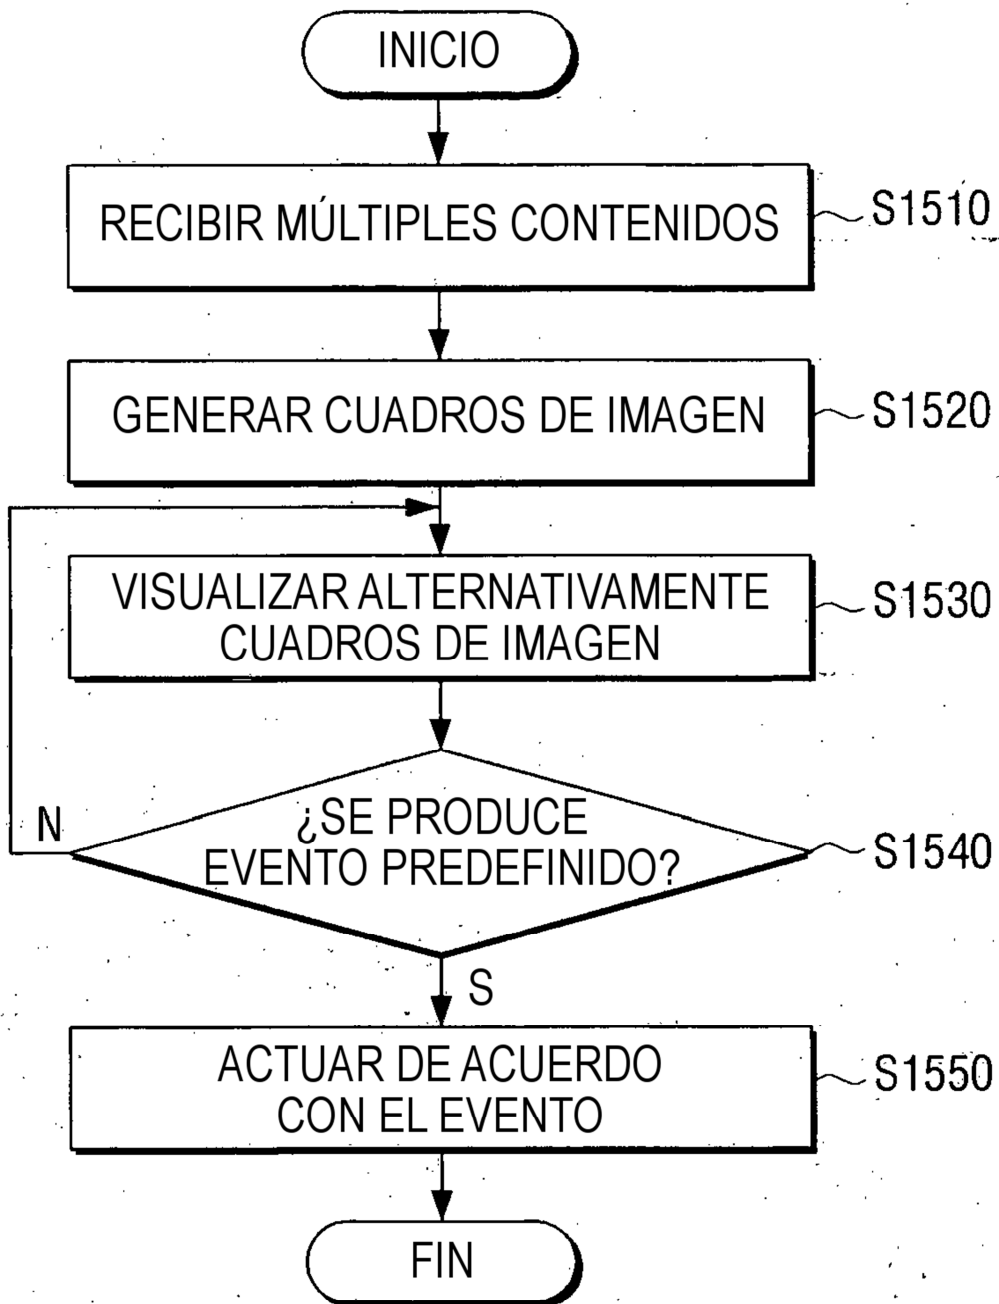 INICIO
RECIBIR MÚLTIPLES CONTENIDOS
S1510
GENERAR CUADROS DE IMAGEN
S1520
VISUALIZAR ALTERNATIVAMENTE
CUADROS DE IMAGEN
S1530
¿SE PRODUCE
EVENTO PREDEFINIDO?
S1540
N
S
ACTUAR DE ACUERDO
CON EL EVENTO
S1550
FIN